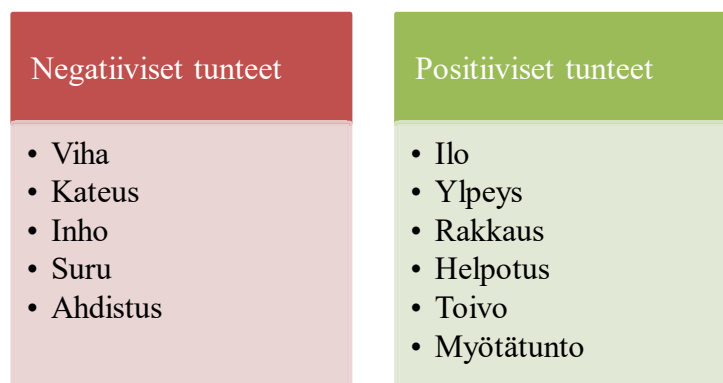 Negatiiviset tunteet
• Viha
• Kateus
• Inho
• Suru
• Ahdistus
Positiiviset tunteet
• Ilo
• Ylpeys
• Rakkaus
• Helpotus
• Toivo
• Myötätunto